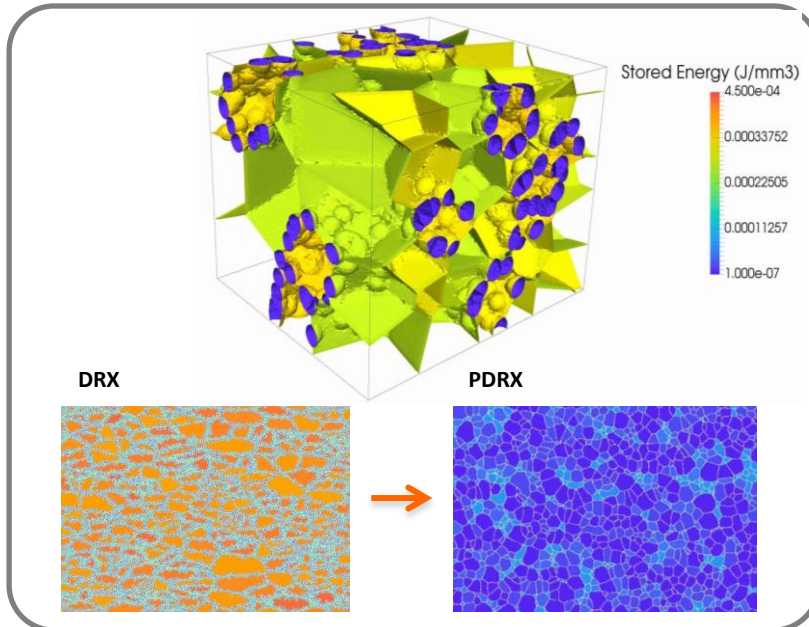 Stored Energy (J/mm3)
4.500e-04
0.00033752
0.00022505
0.00011257
1.000e-07
DRX
PDRX